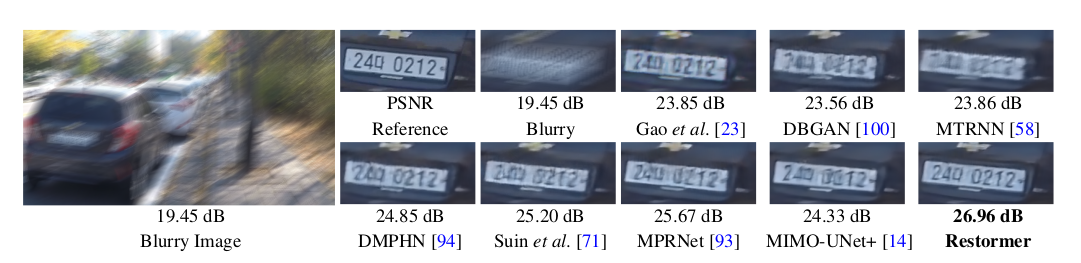 24 0212
PSNR 19.45 dB 23.85 dB 23.56 dB 23.86 dB
Reference Blurry Gao et al. [23] DBGAN [100] MTRNN [58]
19.45 dB 24.85 dB 25.20 dB 25.67 dB 24.33 dB 26.96 dB
Blurry Image DMPHN [94] Suin et al. [71] MPRNet [93] MIMO-UNet+ [14] Restormer